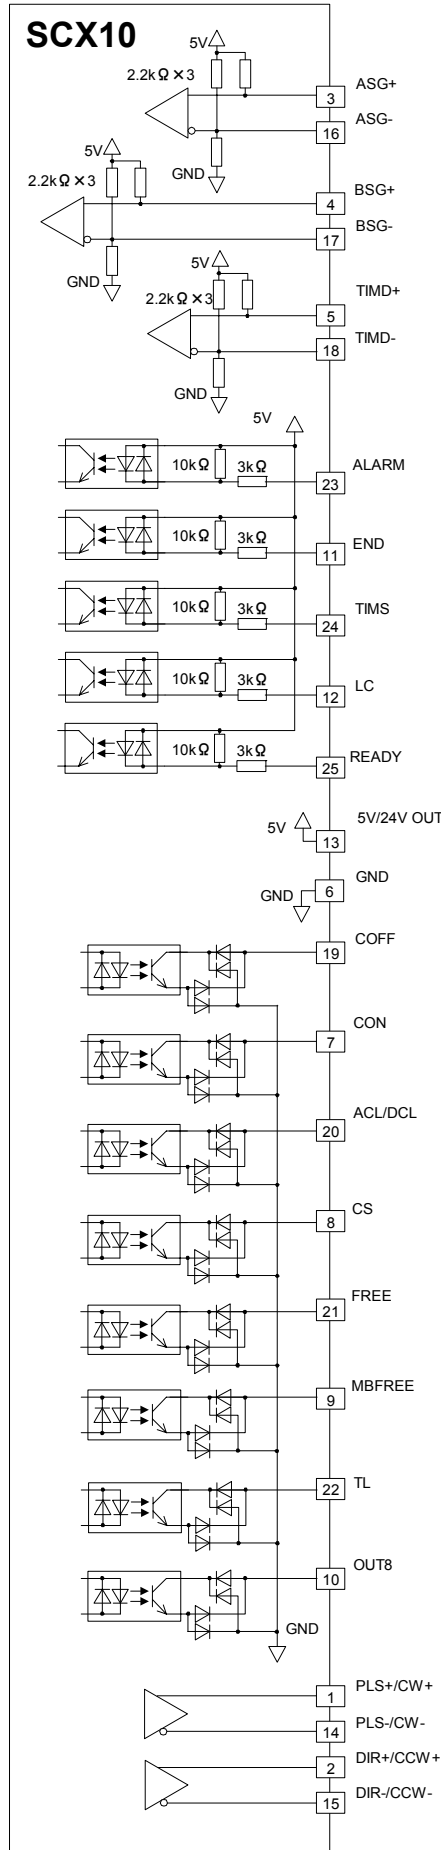 SCX10
5V
2.2kΩ×3
3 ASG+
16 ASG-
GND
5V
2.2kΩ×3
4 BSG+
17 BSG-
GND
5V
2.2kΩ×3
5 TIMD+
18 TIMD-
GND
5V
10kΩ 3kΩ 23 ALARM
10kΩ 3kΩ 11 END
10kΩ 3kΩ 24 TIMS
10kΩ 3kΩ 12 LC
10kΩ 3kΩ 25 READY
5V 13 5V/24V OUT
GND 6 GND
19 COFF
7 CON
20 ACL/DCL
8 CS
21 FREE
9 MBFREE
22 TL
10 OUT8
GND
1 PLS+/CW+
14 PLS-/CW-
2 DIR+/CCW+
15 DIR-/CCW-